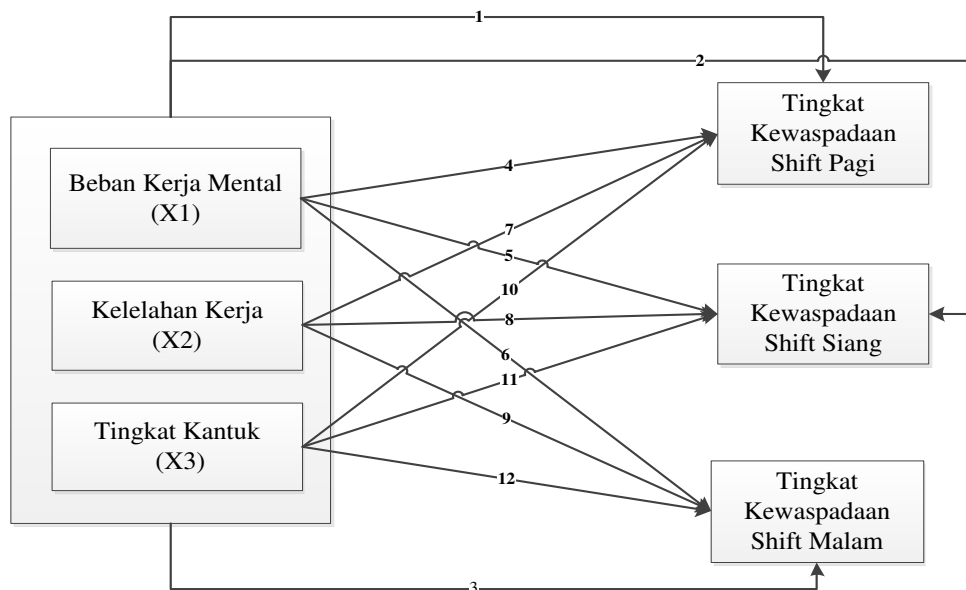 1
2
Tingkat
Kewaspadaan
Shift Pagi
Beban Kerja Mental
(X1)
4
7
5
10
Kelelahan Kerja
(X2)
8
Tingkat
Kewaspadaan
Shift Siang
6
11
9
Tingkat Kantuk
(X3)
12
Tingkat
Kewaspadaan
Shift Malam
3